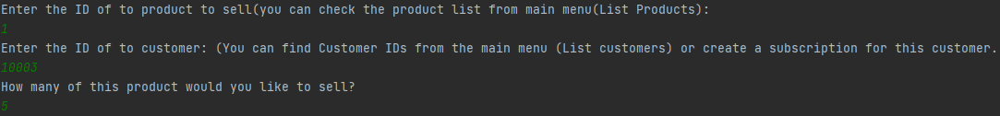 Enter the ID of to product to sell(you can check the product list from main menu(List Products):
1
Enter the ID of to customer: (You can find Customer IDs from the main menu (List customers) or create a subscription for this customer.
10003
How many of this product would you like to sell?
5